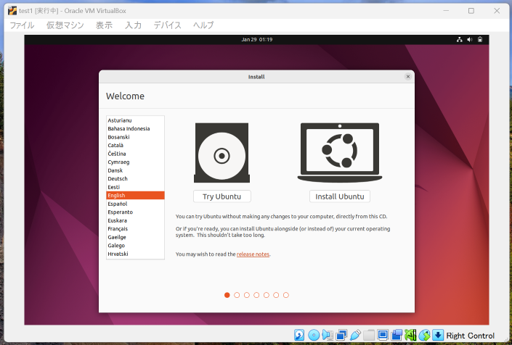 test1 [実行中] - Oracle VM VirtualBox
ファイル 仮想マシン 表示 入力 デバイス ヘルプ
Jan 29 01:19
Install
Welcome
Asturianu
Bahasa Indonesia
Bosanski
Català
Čeština
Cymraeg
Dansk
Deutsch
Eesti
English
Español
Esperanto
Euskara
Français
Gaeilge
Galego
Hrvatski
Try Ubuntu
Install Ubuntu
You can try Ubuntu without making any changes to your computer, directly from this CD.
Or if you're ready, you can install Ubuntu alongside (or instead of) your current operating
system. This shouldn't take too long.
You may wish to read the release notes.
Right Control